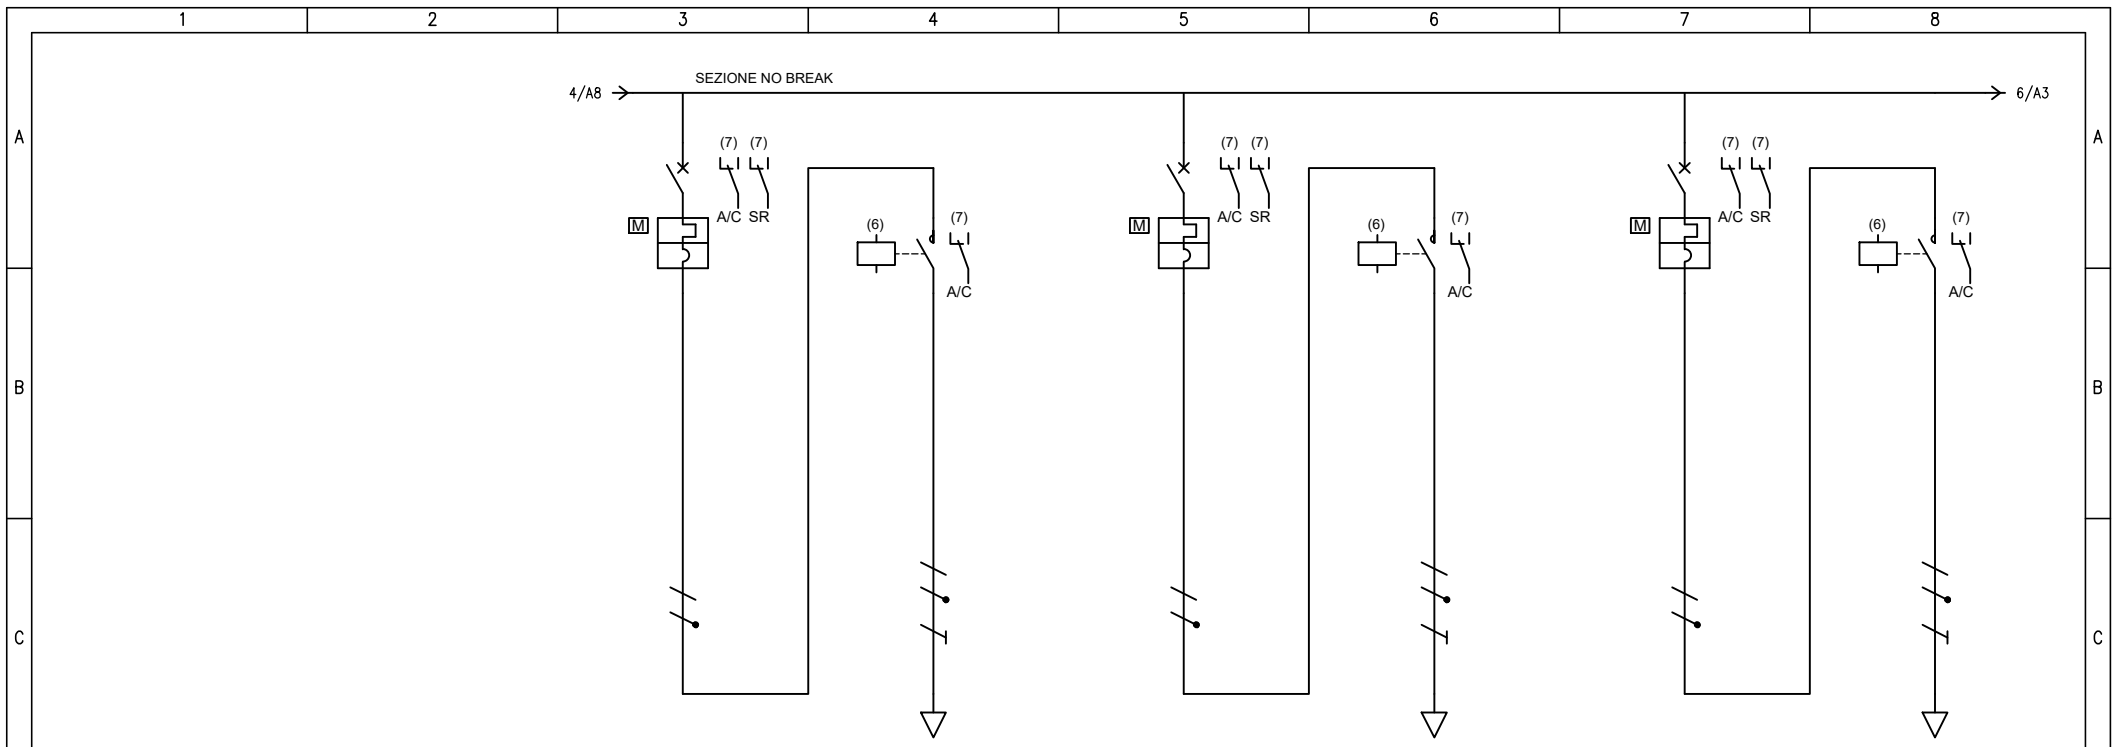 1 2 3 4 5 6 7 8
SEZIONE NO BREAK
4/A8 6/A3
A A
(7) (7) (7) (7) (7) (7)
A/C SR A/C SR A/C SR
M (6) (7) M (6) (7) M (6) (7)
A/C A/C A/C
B B
C C